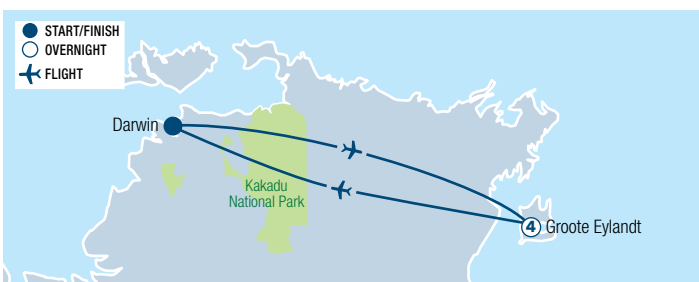 START/FINISH
OVERNIGHT
FLIGHT
Darwin
Kakadu
National Park
4 Groote Eylandt